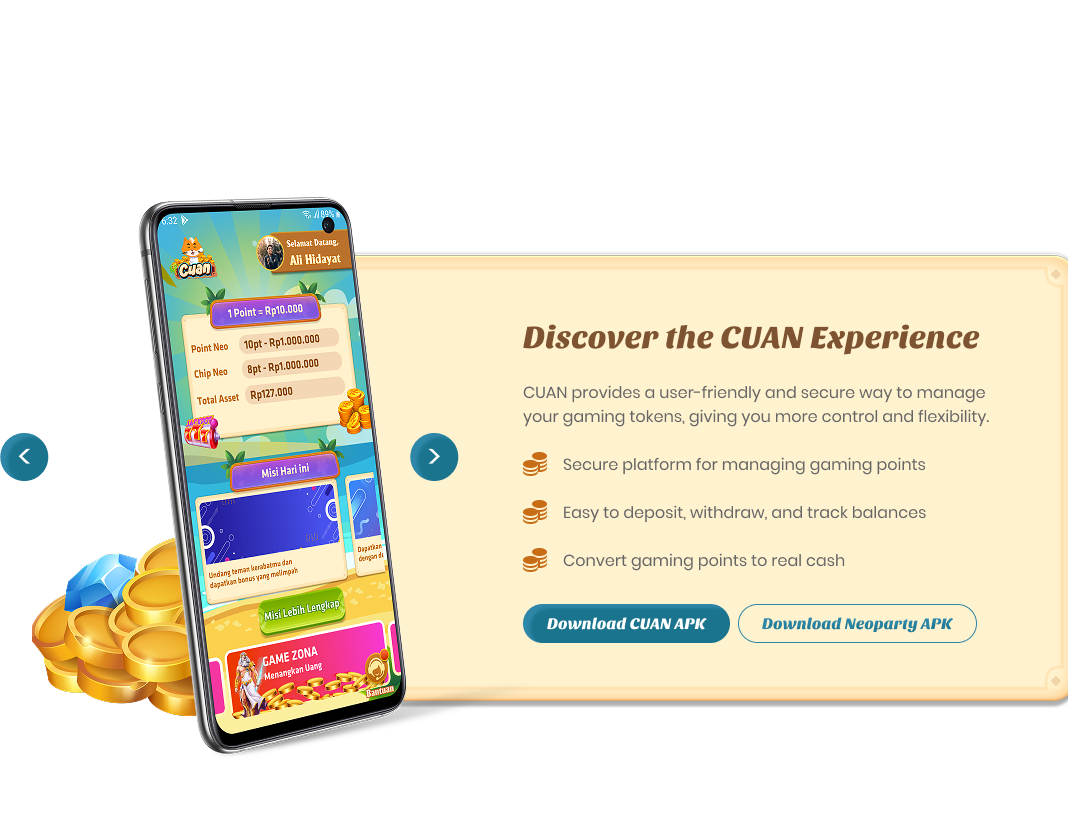 6:32
89%
Cuan
Selamat Datang,
Ali Hidayat
1 Point = Rp10.000
Point Neo
10pt - Rp1.000.000
Chip Neo
8pt - Rp1.000.000
Total Asset
Rp127.000
JACKPOT
777
Misi Hari ini
Undang teman kerabatmu dan
dapatkan bonus yang melimpah
Dapatkan
Misi Lebih Lengkap
GAME ZONA
Menangkan Uang
Bantuan
Discover the CUAN Experience
CUAN provides a user-friendly and secure way to manage
your gaming tokens, giving you more control and flexibility.
Secure platform for managing gaming points
Easy to deposit, withdraw, and track balances
Convert gaming points to real cash
Download CUAN APK
Download Neoparty APK